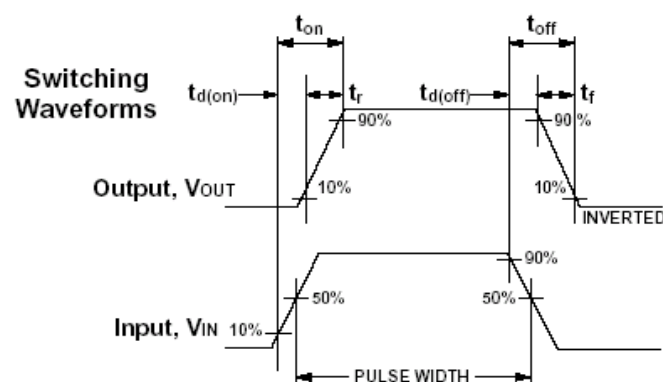 ton
toff
Switching
Waveforms
td(on)
tr
td(off)
tf
90%
90%
Output, VOUT
10%
10%
INVERTED
90%
50%
50%
Input, VIN
10%
PULSE WIDTH